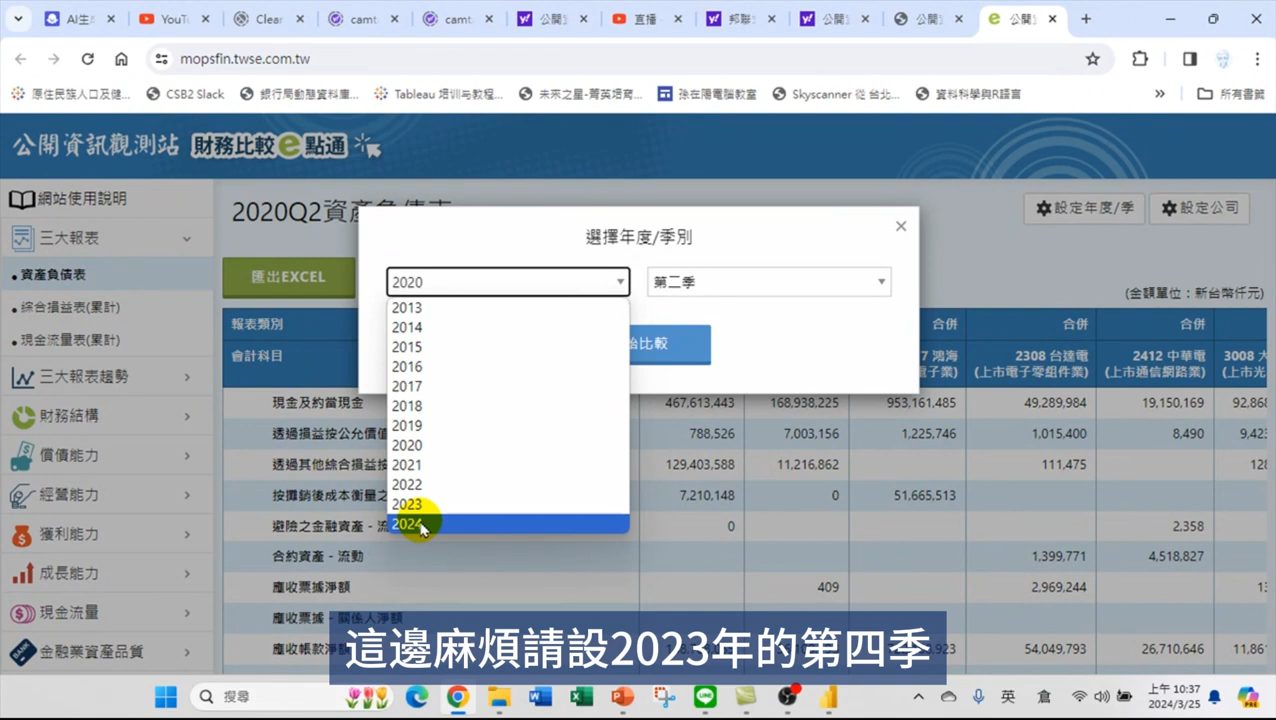 AI主
YouTu
Clear
camt
camt
公開
直播
邦聯
公開
公開
公開
mopsfin.twse.com.tw
原住民族人口及健...
CSB2 Slack
銀行局動態資料庫...
Tableau 培训与教程...
未來之星-菁英培育...
孫在陽電腦教室
Skyscanner 從 台北...
資料科學與R語言
»
所有書籤
公開資訊觀測站 財務比較e點通
網站使用說明
三大報表
資產負債表
綜合損益表(累計)
現金流量表(累計)
三大報表趨勢
財務結構
償債能力
經營能力
獲利能力
成長能力
現金流量
金融業資產品質
2020Q2資產負債表
設定年度/季
設定公司
匯出EXCEL
(金額單位：新台幣仟元)
選擇年度/季別
×
2020
第二季
2013
2014
2015
2016
2017
2018
2019
2020
2021
2022
2023
2024
始比較
報表類別 合併 合併 合併
會計科目 7 鴻海 2308 台達電 2412 中華電 3008 大
電子業) (上市電子零組件業) (上市通信網路業) (上市光
現金及約當現金 467,613,443 168,938,225 953,161,485 49,289,984 19,150,169 92,868
透過損益按公允價值 788,526 7,003,156 1,225,746 1,015,400 8,490 9,423
透過其他綜合損益按 129,403,588 11,216,862 111,475 128
按攤銷後成本衡量之 7,210,148 0 51,665,513
避險之金融資產－流 0 2,358
合約資產－流動 1,399,771 4,518,827
應收票據淨額 409 2,969,244 13
應收票據－關係人淨額
應收帳款淨 923 54,049,793 26,710,646 11,861
這邊麻煩請設2023年的第四季
搜尋
英
倉
上午 10:37
2024/3/25